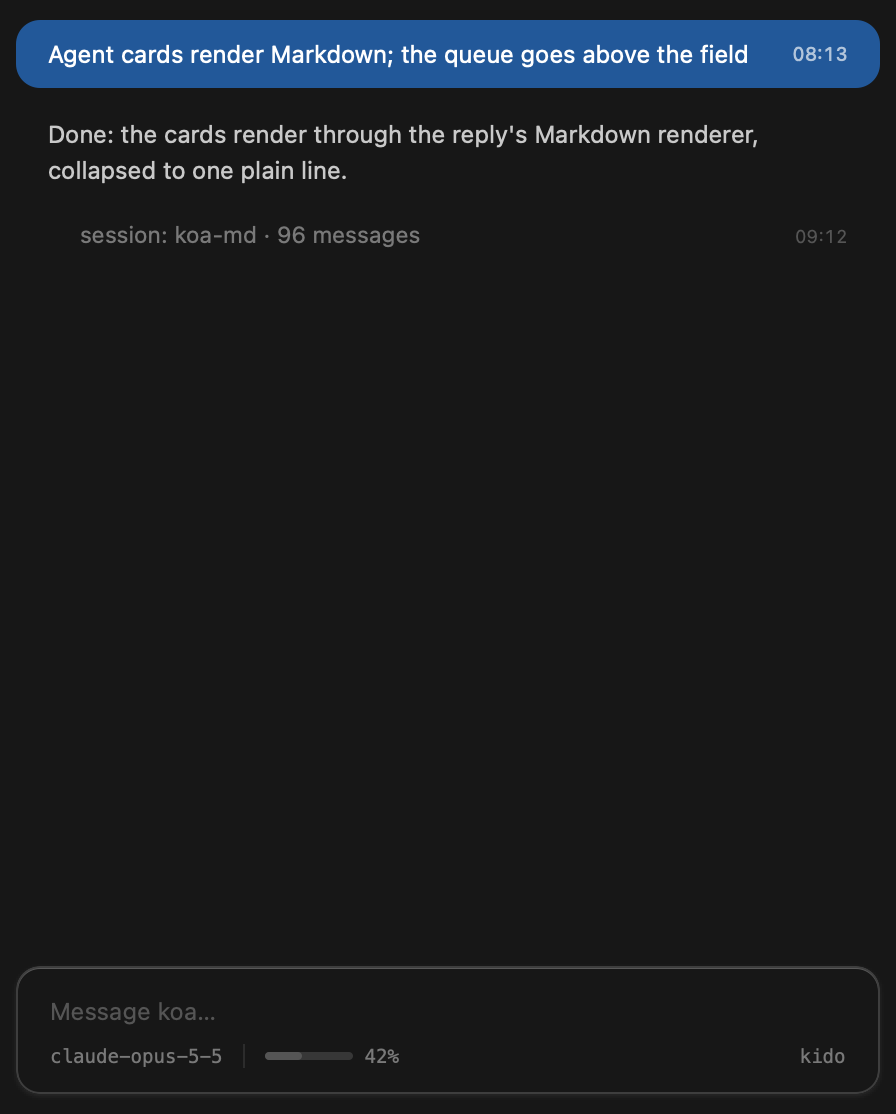 Agent cards render Markdown; the queue goes above the field 08:13
Done: the cards render through the reply's Markdown renderer,
collapsed to one plain line.
session: koa-md · 96 messages 09:12
Message koa…
claude-opus-5-5 42% kido